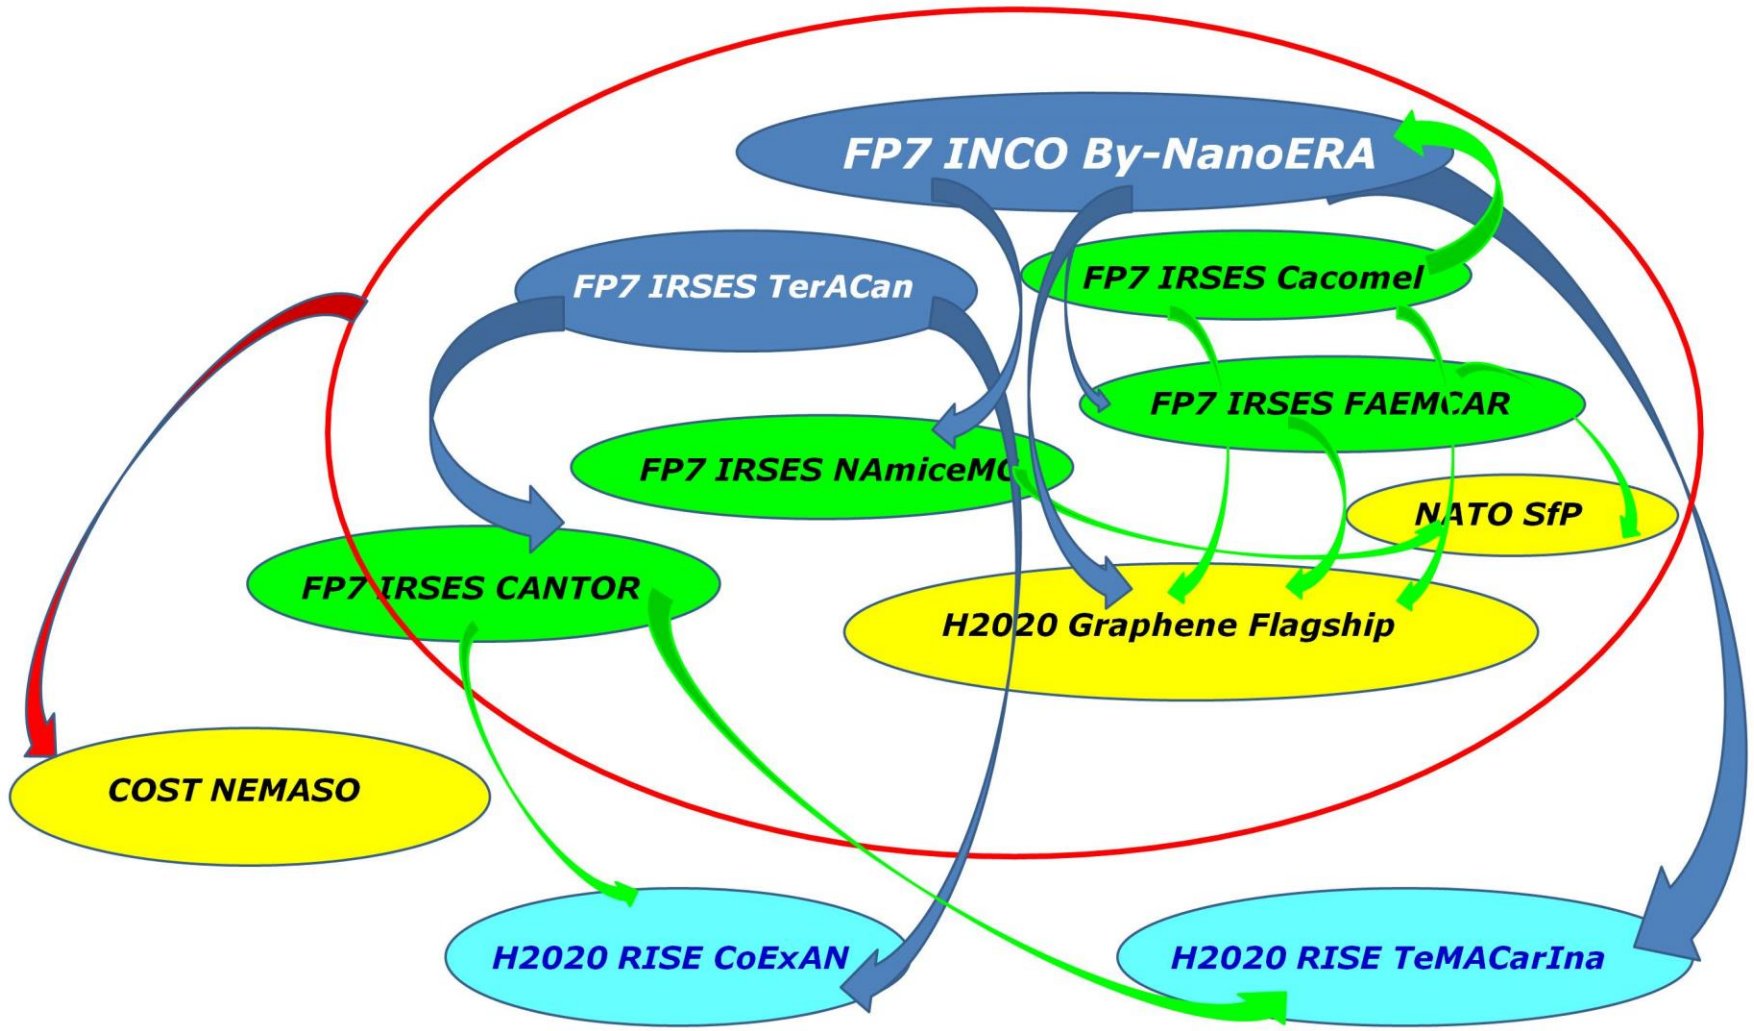 FP7 INCO By-NanoERA
FP7 IRSES TerACan
FP7 IRSES Cacomel
FP7 IRSES FAEMCAR
FP7 IRSES NAmiceMC
NATO SfP
FP7 IRSES CANTOR
H2020 Graphene Flagship
COST NEMASO
H2020 RISE CoExAN
H2020 RISE TeMACarIna